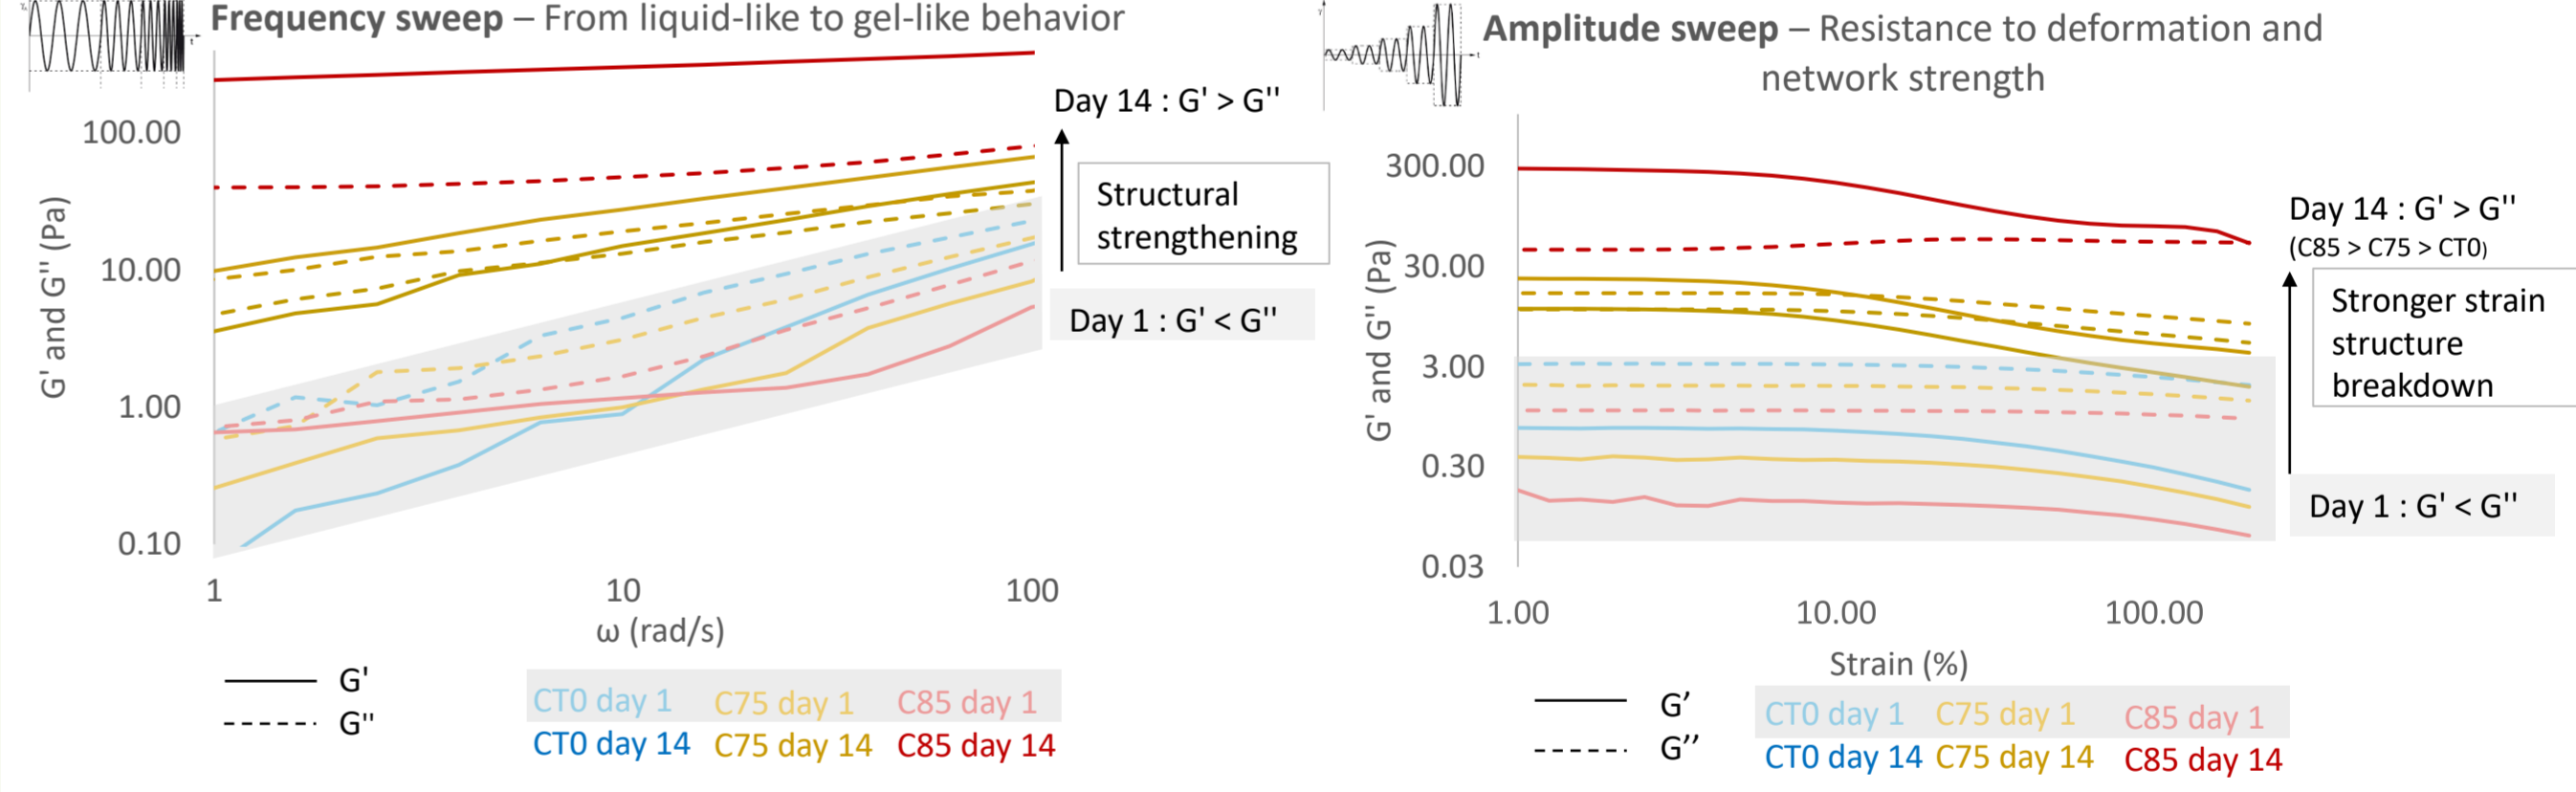 Frequency sweep – From liquid-like to gel-like behavior
100.00
10.00
1.00
0.10
G' and G'' (Pa)
1
10
100
ω (rad/s)
Day 14 : G' > G''
Structural
strengthening
Day 1 : G' < G''
G'
G''
CT0 day 1
C75 day 1
C85 day 1
CT0 day 14
C75 day 14
C85 day 14
Amplitude sweep – Resistance to deformation and
network strength
300.00
30.00
3.00
0.30
0.03
G' and G'' (Pa)
1.00
10.00
100.00
Strain (%)
Day 14 : G' > G''
(C85 > C75 > CT0)
Stronger strain
structure
breakdown
Day 1 : G' < G''
G’
G’’
CT0 day 1
C75 day 1
C85 day 1
CT0 day 14
C75 day 14
C85 day 14